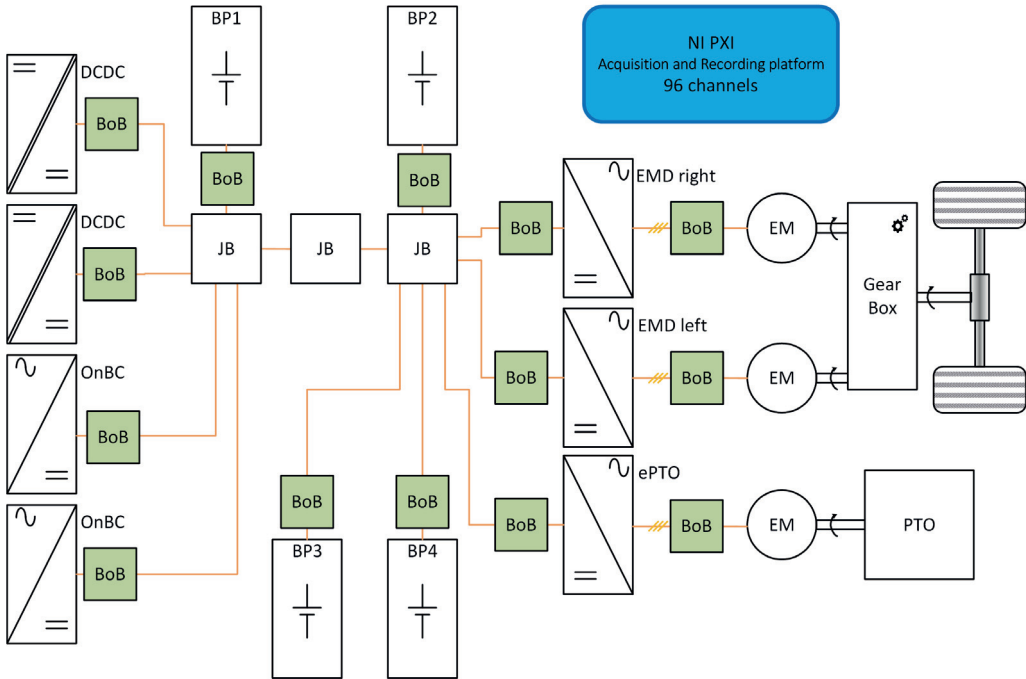 BP1
BP2
NI PXI
Acquisition and Recording platform
96 channels
DCDC
BoB
BoB
BoB
EMD right
BoB
BoB
EM
DCDC
BoB
JB
JB
JB
Gear
Box
EMD left
OnBC
BoB
BoB
BoB
EM
ePTO
BoB
BoB
BoB
BoB
EM
PTO
OnBC
BoB
BP3
BP4